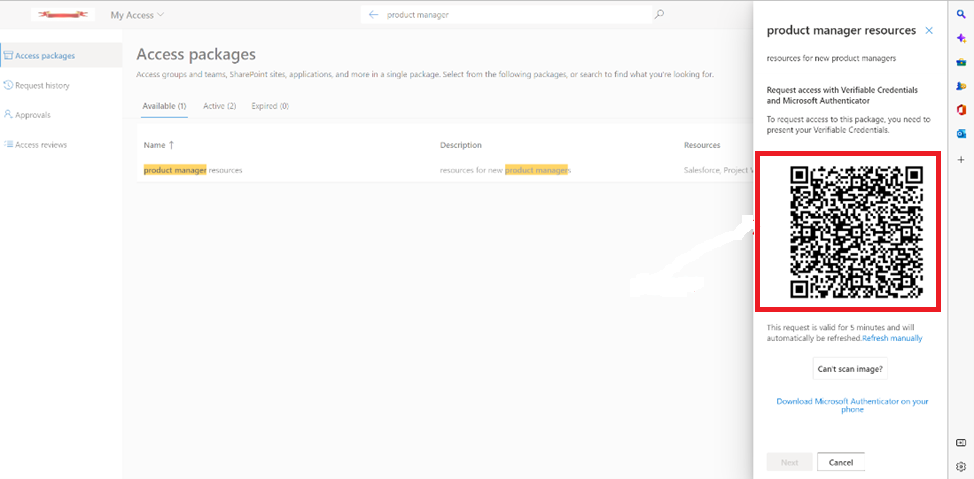 My Access
product manager
Access packages
Request history
Approvals
Access reviews
Access packages
Access groups and teams, SharePoint sites, applications, and more in a single package. Select from the following packages, or search to find what you're looking for.
Available (1) Active (2) Expired (0)
Name ↑ Description Resources
product manager resources resources for new product managers Salesforce, Project
product manager resources
resources for new product managers
Request access with Verifiable Credentials
and Microsoft Authenticator
To request access to this package, you need to
present your Verifiable Credentials.
This request is valid for 5 minutes and will
automatically be refreshed.Refresh manually
Can't scan image?
Download Microsoft Authenticator on your
phone
Next Cancel